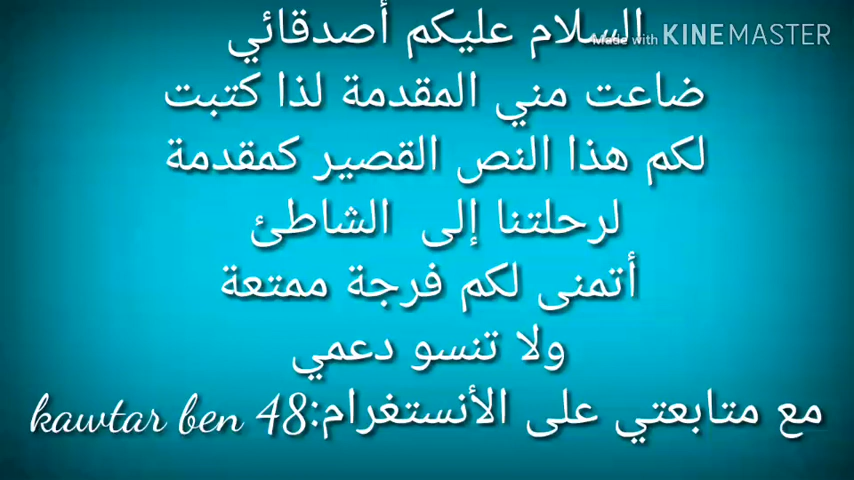 السلام عليكم أصدقائي
Made with KINEMASTER
ضاعت مني المقدمة لذا كتبت
لكم هذا النص القصير كمقدمة
لرحلتنا إلى الشاطئ
أتمنى لكم فرجة ممتعة
ولا تنسو دعمي
مع متابعتي على الأنستغرام:kawtar ben 48